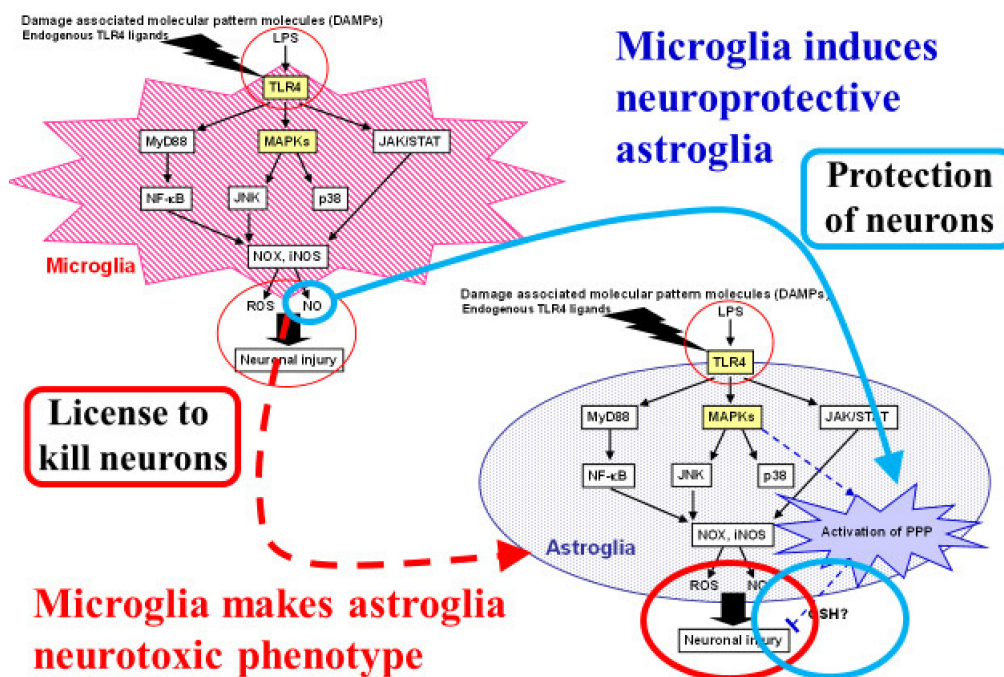 Damage associated molecular pattern molecules (DAMPs)
Endogenous TLR4 ligands
LPS
TLR4
MyD88
MAPKs
JAK/STAT
NF-κB
JNK
p38
NOX, iNOS
Microglia
ROS
NO
Neuronal injury
Microglia induces
neuroprotective
astroglia
Protection
of neurons
License to
kill neurons
Damage associated molecular pattern molecules (DAMPs)
Endogenous TLR4 ligands
LPS
TLR4
MyD88
MAPKs
JAK/STAT
NF-κB
JNK
p38
NOX, iNOS
Activation of PPP
Astroglia
ROS
NO
GSH?
Neuronal injury
Microglia makes astroglia
neurotoxic phenotype